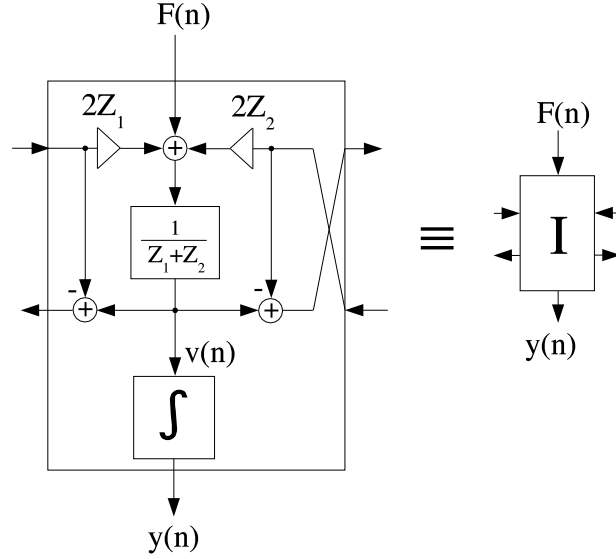 F(n)
2Z₁ 2Z₂
+
1
Z₁+Z₂
- + - +
v(n)
∫
y(n)
≡
F(n)
I
y(n)